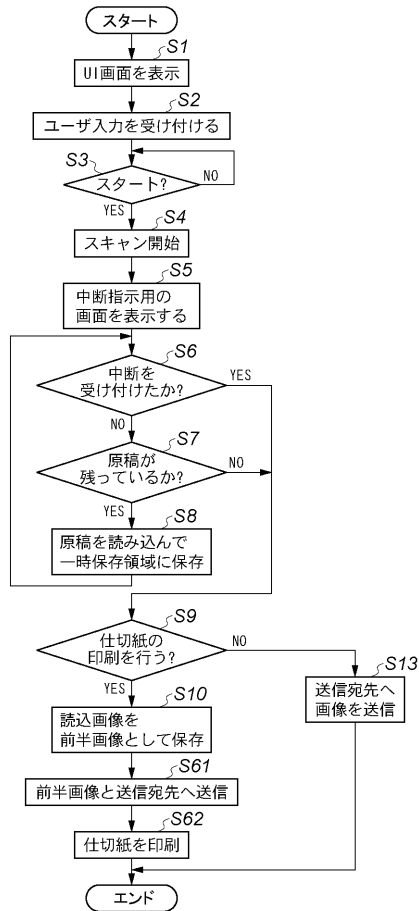 スタート
S1
UI画面を表示
S2
ユーザ入力を受け付ける
S3
スタート?
NO
YES
S4
スキャン開始
S5
中断指示用の
画面を表示する
S6
中断を
受け付けたか?
YES
NO
S7
原稿が
残っているか?
NO
YES
S8
原稿を読み込んで
一時保存領域に保存
S9
仕切紙の
印刷を行う?
NO
YES
S13
送信宛先へ
画像を送信
S10
読込画像を
前半画像として保存
S61
前半画像と送信宛先へ送信
S62
仕切紙を印刷
エンド